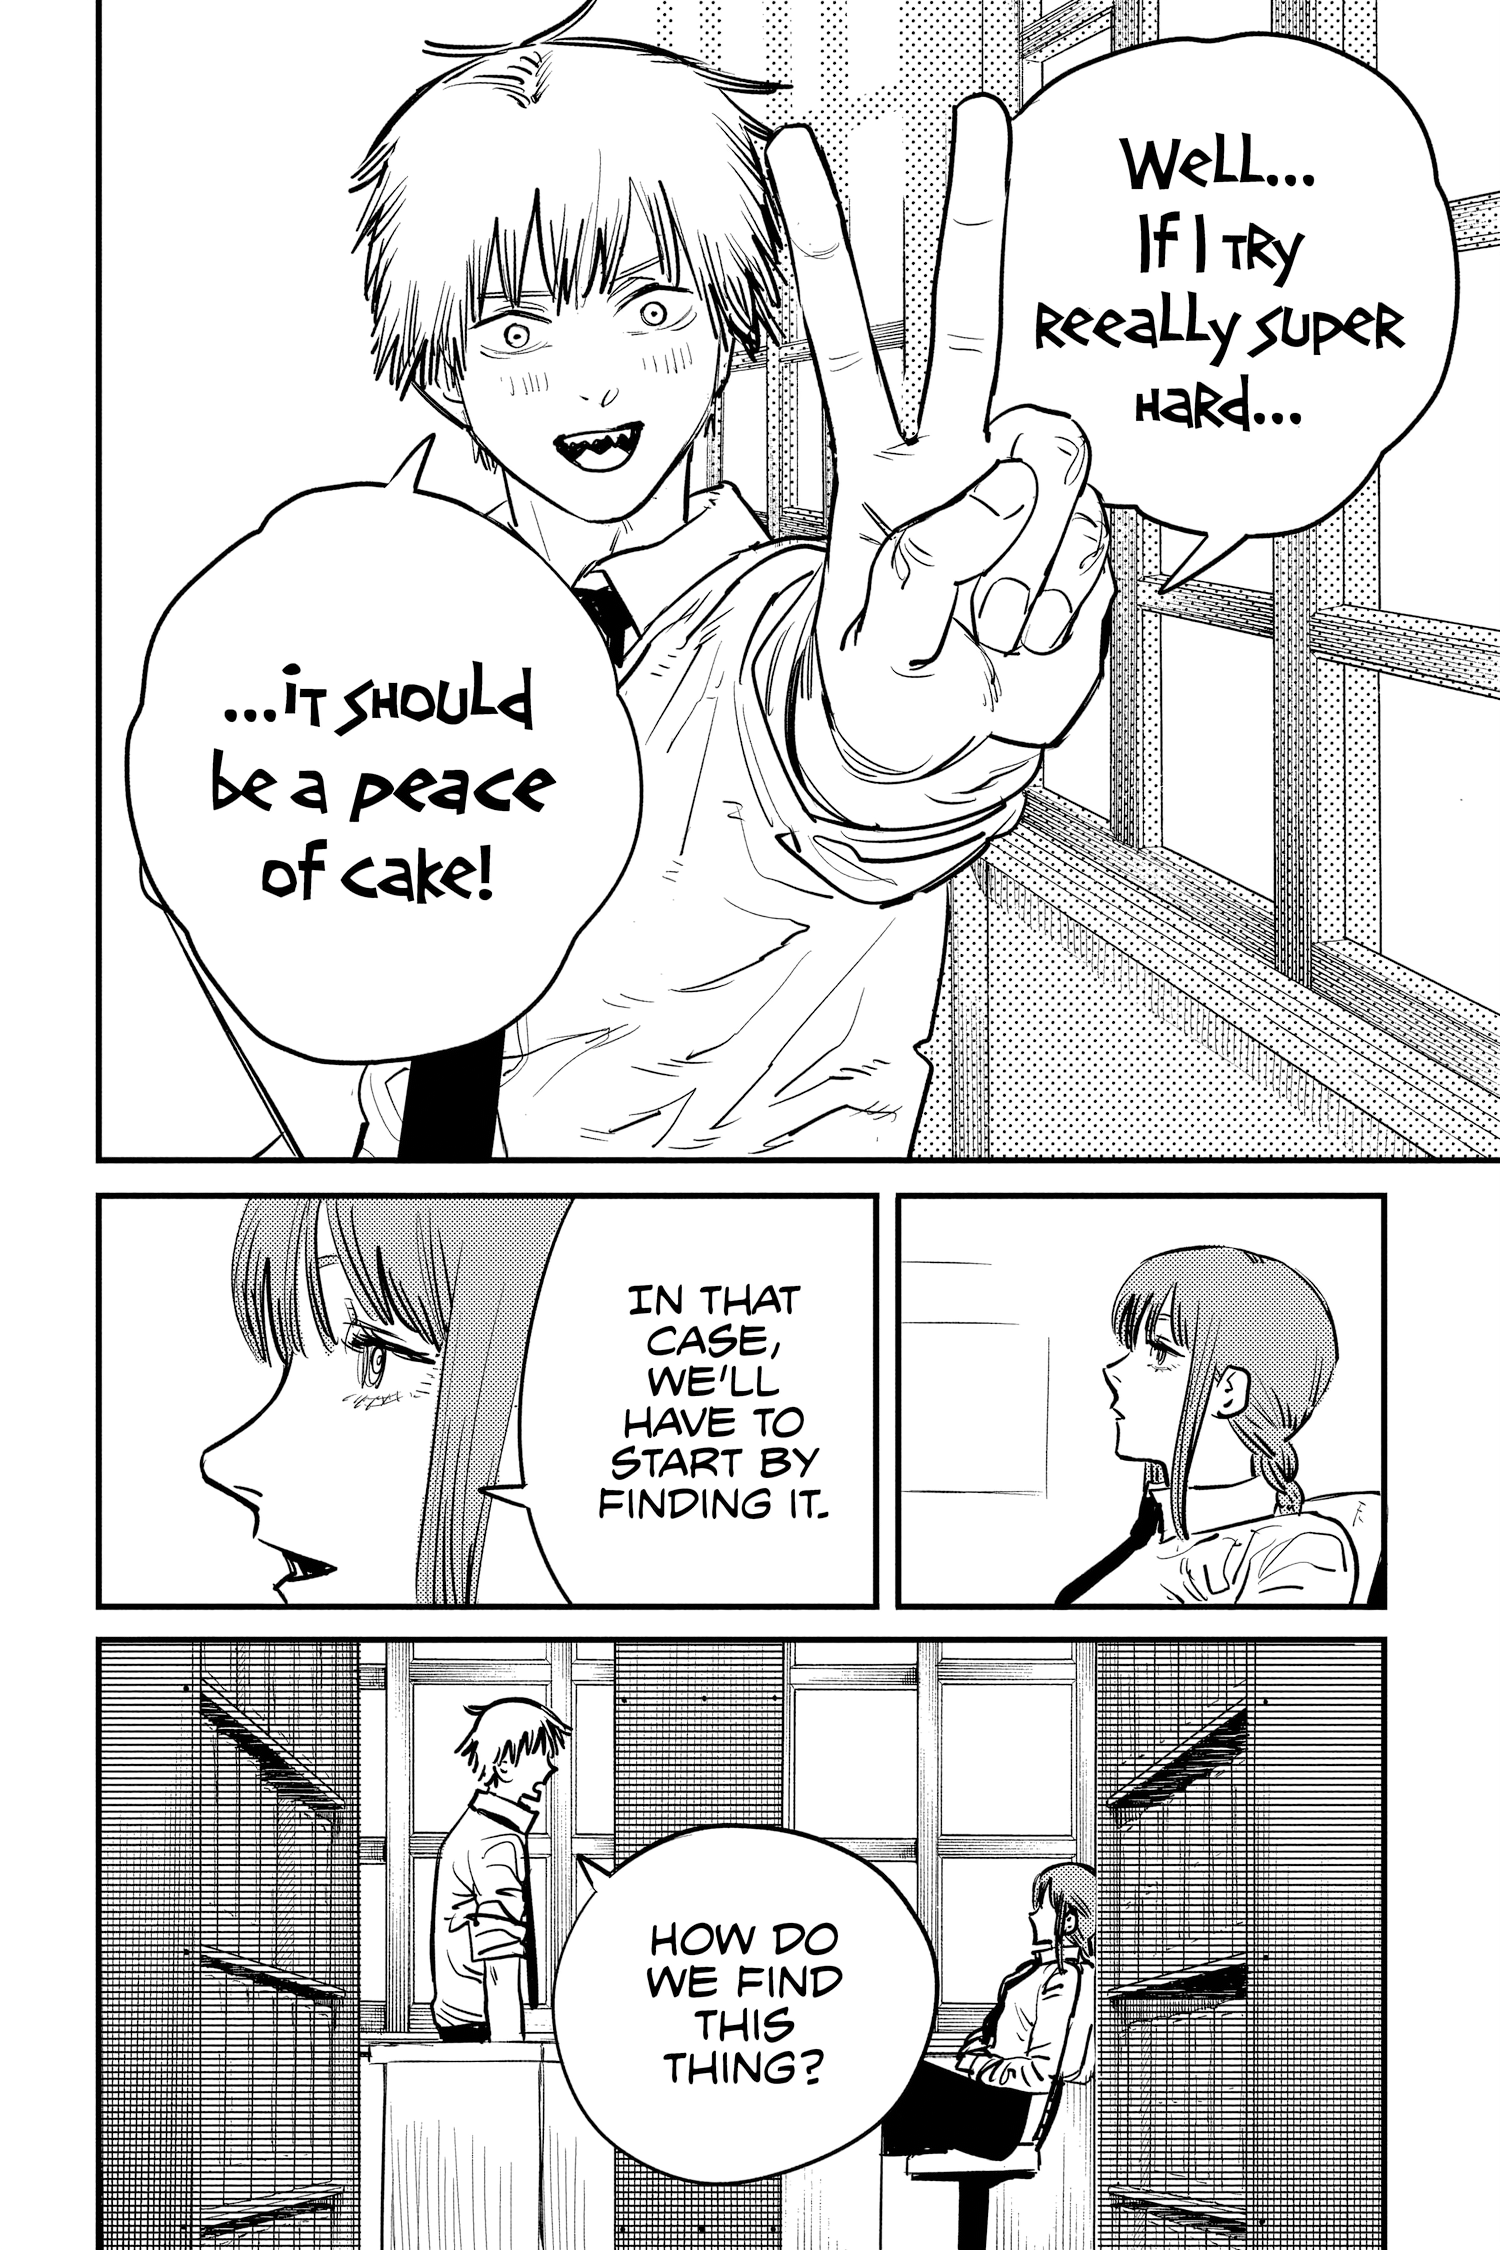 Well...
If I try
reeally super
hard...
...it should
be a peace
of cake!
IN THAT
CASE,
WE'LL
HAVE TO
START BY
FINDING IT.
HOW DO
WE FIND
THIS
THING?